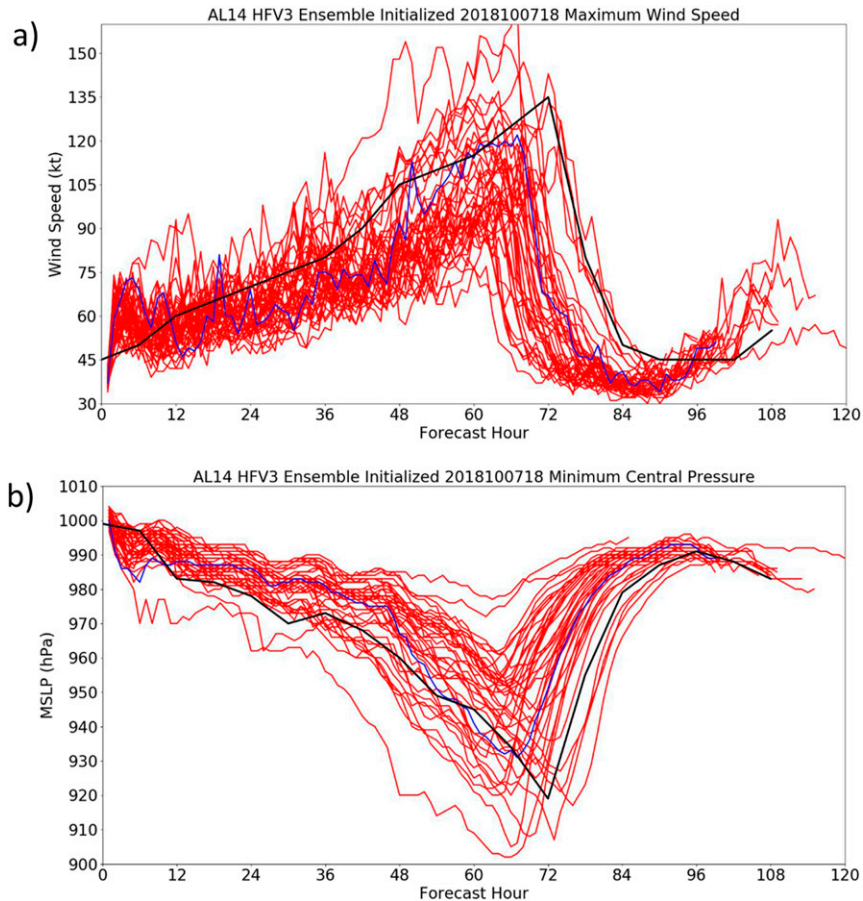 a)
AL14 HFV3 Ensemble Initialized 2018100718 Maximum Wind Speed
Wind Speed (kt)
150
135
120
105
90
75
60
45
30
0 12 24 36 48 60 72 84 96 108 120
Forecast Hour
b)
AL14 HFV3 Ensemble Initialized 2018100718 Minimum Central Pressure
MSLP (hPa)
1010
1000
990
980
970
960
950
940
930
920
910
900
0 12 24 36 48 60 72 84 96 108 120
Forecast Hour